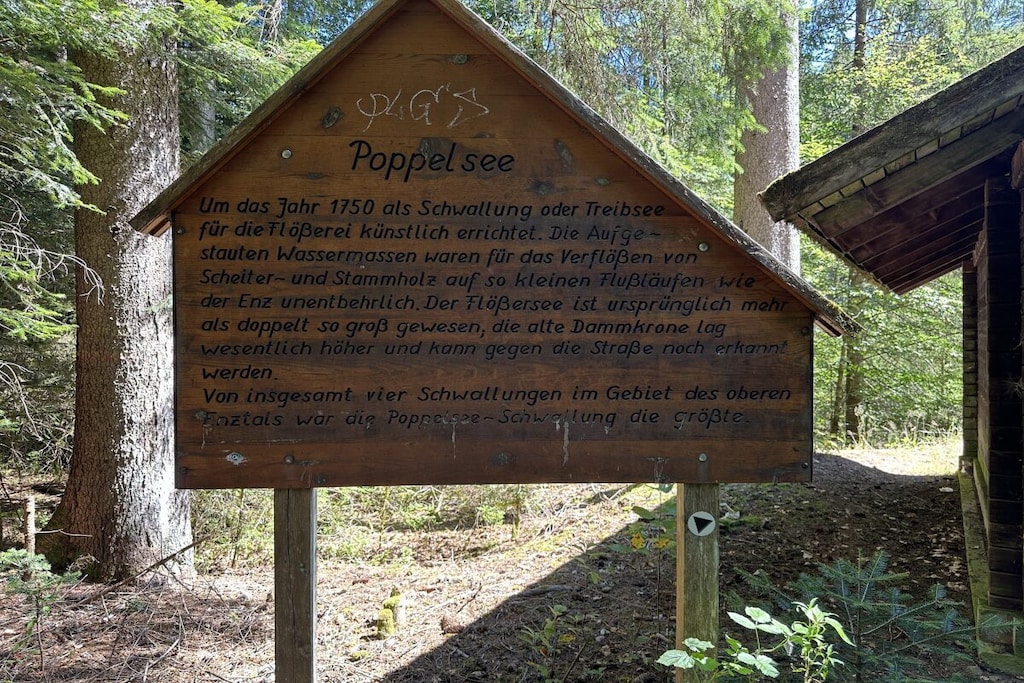 Poppelsee
Um das Jahr 1750 als Schwallung oder Treibsee
für die Flößerei künstlich errichtet. Die Aufge-
stauten Wassermassen waren für das Verflößen von
Scheiter- und Stammholz auf so kleinen Flußläufen wie
der Enz unentbehrlich. Der Flößersee ist ursprünglich mehr
als doppelt so groß gewesen, die alte Dammkrone lag
wesentlich höher und kann gegen die Straße noch erkannt
werden.
Von insgesamt vier Schwallungen im Gebiet des oberen
Enztals war die Poppelsee-Schwallung die größte.